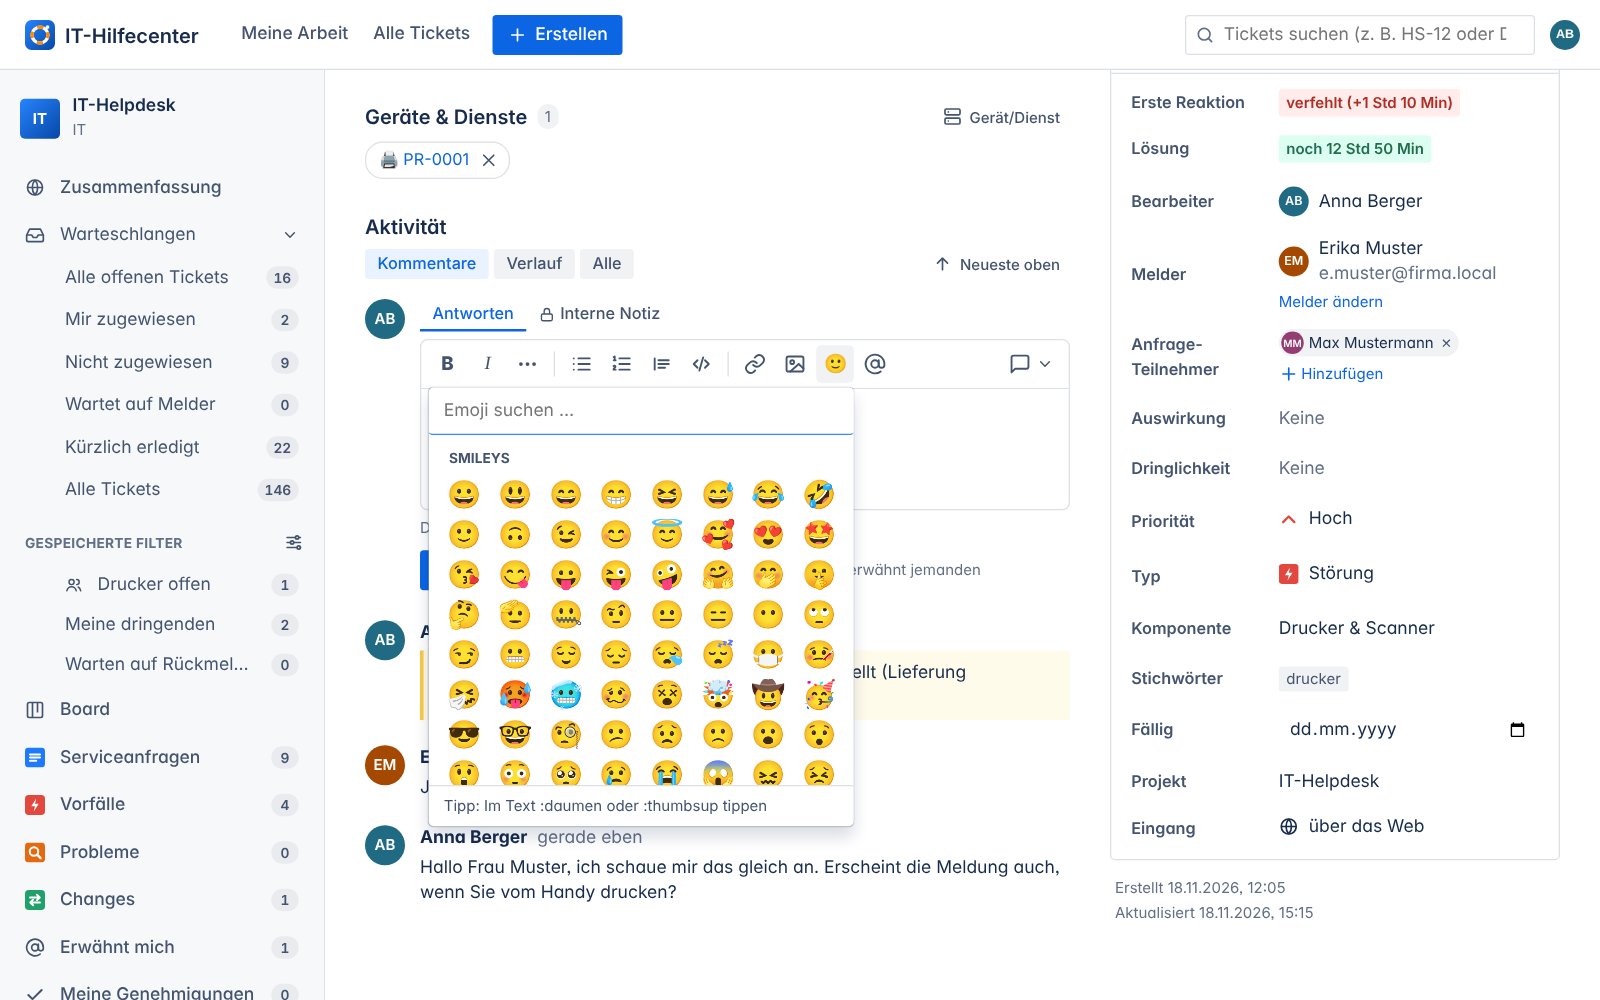 IT-Hilfecenter
Meine Arbeit
Alle Tickets
Erstellen
Tickets suchen (z. B. HS-12 oder
AB
IT
IT-Helpdesk
IT
Zusammenfassung
Warteschlangen
Alle offenen Tickets 16
Mir zugewiesen 2
Nicht zugewiesen 9
Wartet auf Melder 0
Kürzlich erledigt 22
Alle Tickets 146
GESPEICHERTE FILTER
Drucker offen 1
Meine dringenden 2
Warten auf Rückmel... 0
Board
Serviceanfragen 9
Vorfälle 4
Probleme 0
Changes 1
Erwähnt mich 1
Meine Genehmigungen 0
Geräte & Dienste 1
Gerät/Dienst
PR-0001
Aktivität
Kommentare
Verlauf
Alle
Neueste oben
AB
Antworten
Interne Notiz
B I
Emoji suchen ...
SMILEYS
Tipp: Im Text :daumen oder :thumbsup tippen
erwähnt jemanden
AB
ellt (Lieferung
EM
AB
Anna Berger gerade eben
Hallo Frau Muster, ich schaue mir das gleich an. Erscheint die Meldung auch,
wenn Sie vom Handy drucken?
Erste Reaktion verfehlt (+1 Std 10 Min)
Lösung noch 12 Std 50 Min
Bearbeiter AB Anna Berger
Melder EM Erika Muster
e.muster@firma.local
Melder ändern
Anfrage-
Teilnehmer
MM Max Mustermann
Hinzufügen
Auswirkung Keine
Dringlichkeit Keine
Priorität Hoch
Typ Störung
Komponente Drucker & Scanner
Stichwörter drucker
Fällig dd.mm.yyyy
Projekt IT-Helpdesk
Eingang über das Web
Erstellt 18.11.2026, 12:05
Aktualisiert 18.11.2026, 15:15